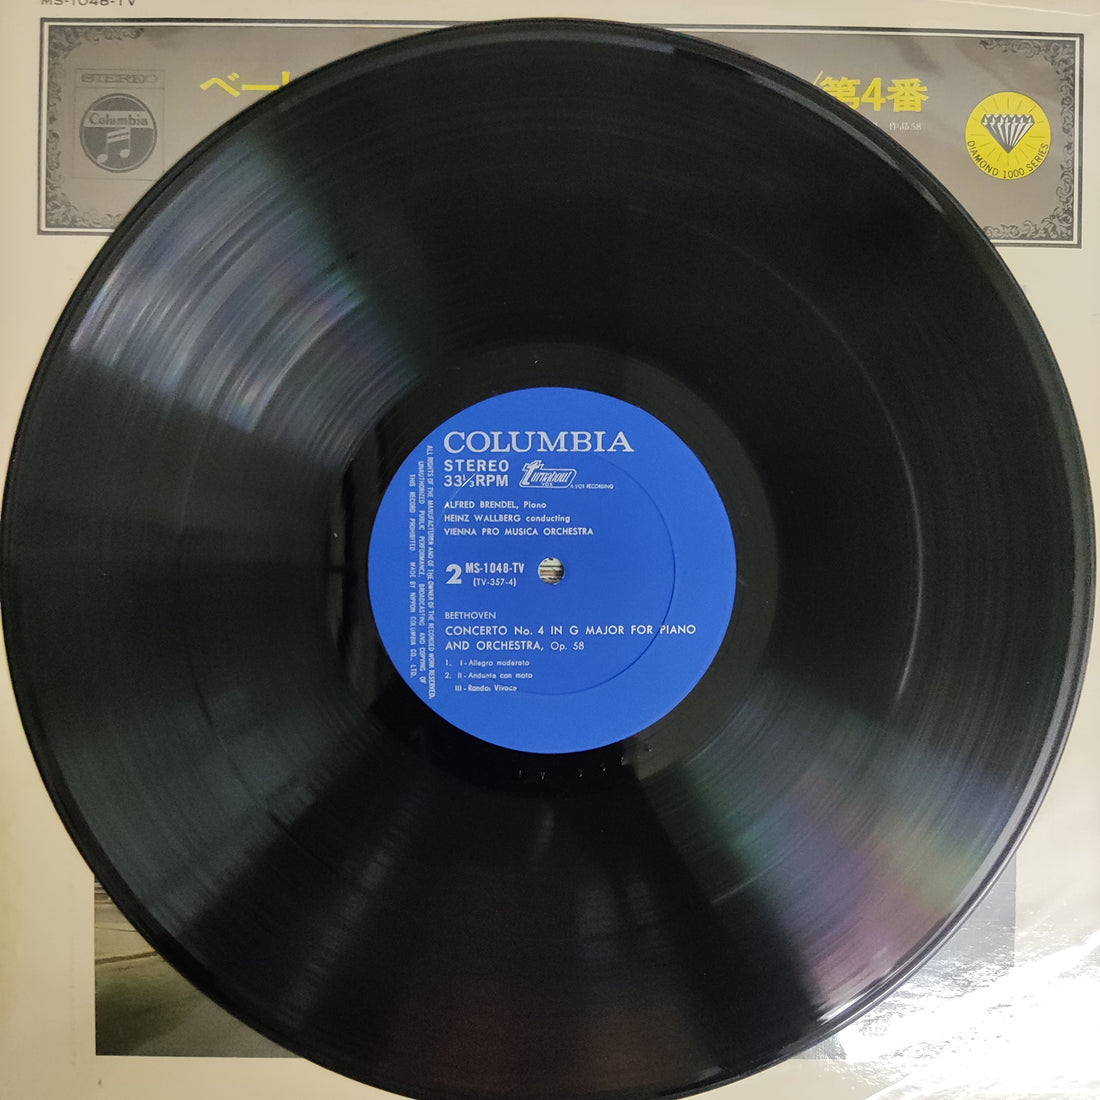 MS-1048-TV
STEREO
Columbia
ベー
第4番
作品58
DIAMOND 1000 SERIES
COLUMBIA
STEREO
33⅓RPM
turnabout
VOX
A VOX RECORDING
ALFRED BRENDEL, Piano
HEINZ WALLBERG conducting
VIENNA PRO MUSICA ORCHESTRA
2 MS-1048-TV
(TV-357-4)
BEETHOVEN
CONCERTO No. 4 IN G MAJOR FOR PIANO
AND ORCHESTRA, Op. 58
1. I - Allegro moderato
2. II - Andante con moto
III - Rondo: Vivace
ALL RIGHTS OF THE MANUFACTURER AND OF THE OWNER OF THE RECORDED WORK RESERVED.
UNAUTHORIZED PUBLIC PERFORMANCE, BROADCASTING AND COPYING OF
THIS RECORD PROHIBITED. MADE BY NIPPON COLUMBIA CO., LTD.